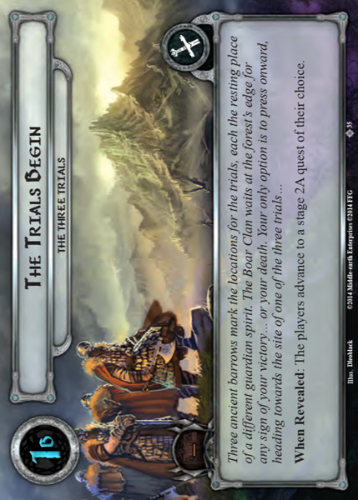 1B
THE TRIALS BEGIN
THE THREE TRIALS
Three ancient barrows mark the locations for the trials, each the resting place
of a different guardian spirit. The Boar Clan waits at the forest's edge for
any sign of your victory… or your death. Your only option is to press onward,
heading towards the site of one of the three trials…
When Revealed: The players advance to a stage 2A quest of their choice.
Illus. Dleoblack
©2014 Middle-earth Enterprises ©2014 FFG
35